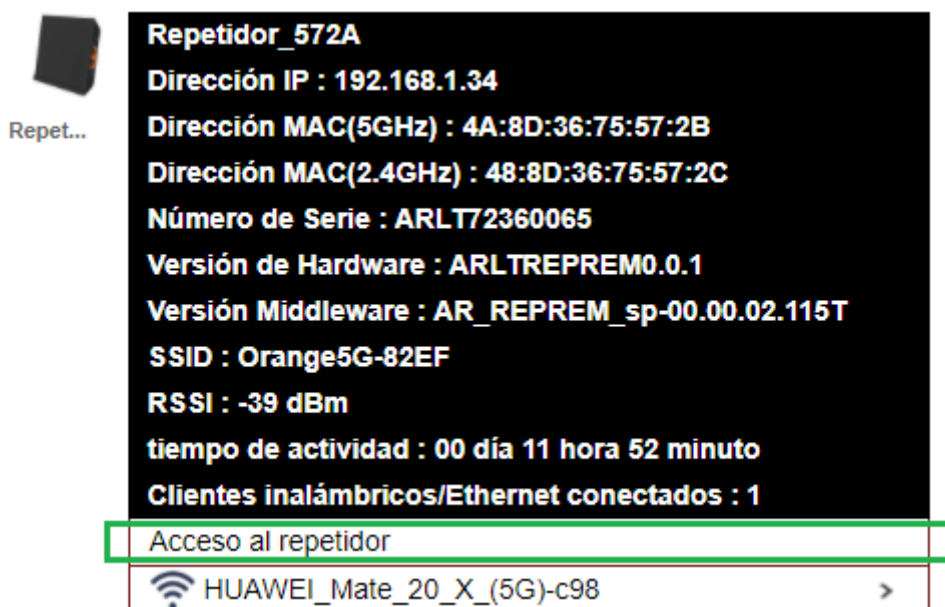 Repetidor_572A
Dirección IP : 192.168.1.34
Repet...
Dirección MAC(5GHz) : 4A:8D:36:75:57:2B
Dirección MAC(2.4GHz) : 48:8D:36:75:57:2C
Número de Serie : ARLT72360065
Versión de Hardware : ARLTREPREM0.0.1
Versión Middleware : AR_REPREM_sp-00.00.02.115T
SSID : Orange5G-82EF
RSSI : -39 dBm
tiempo de actividad : 00 día 11 hora 52 minuto
Clientes inalámbricos/Ethernet conectados : 1
Acceso al repetidor
HUAWEI_Mate_20_X_(5G)-c98 >